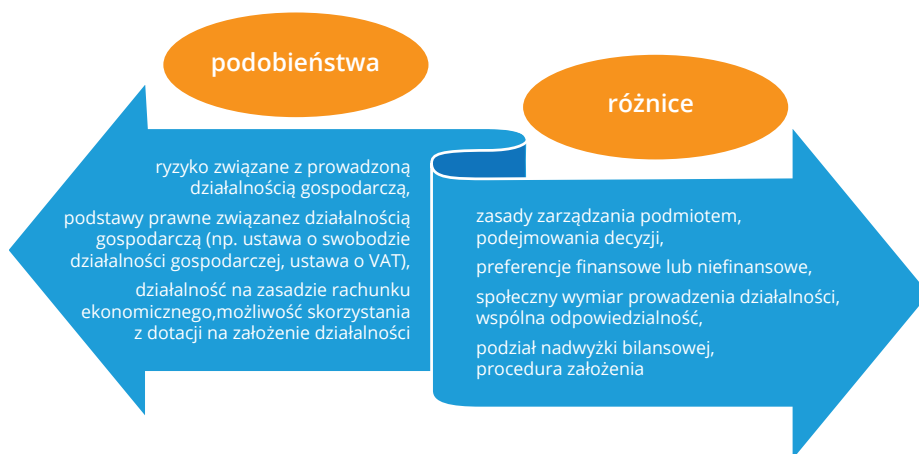 podobieństwa
ryzyko związane z prowadzoną
działalnością gospodarczą,
podstawy prawne związanez działalnością
gospodarczą (np. ustawa o swobodzie
działalności gospodarczej, ustawa o VAT),
działalność na zasadzie rachunku
ekonomicznego,możliwość skorzystania
z dotacji na założenie działalności
różnice
zasady zarządzania podmiotem,
podejmowania decyzji,
preferencje finansowe lub niefinansowe,
społeczny wymiar prowadzenia działalności,
wspólna odpowiedzialność,
podział nadwyżki bilansowej,
procedura założenia